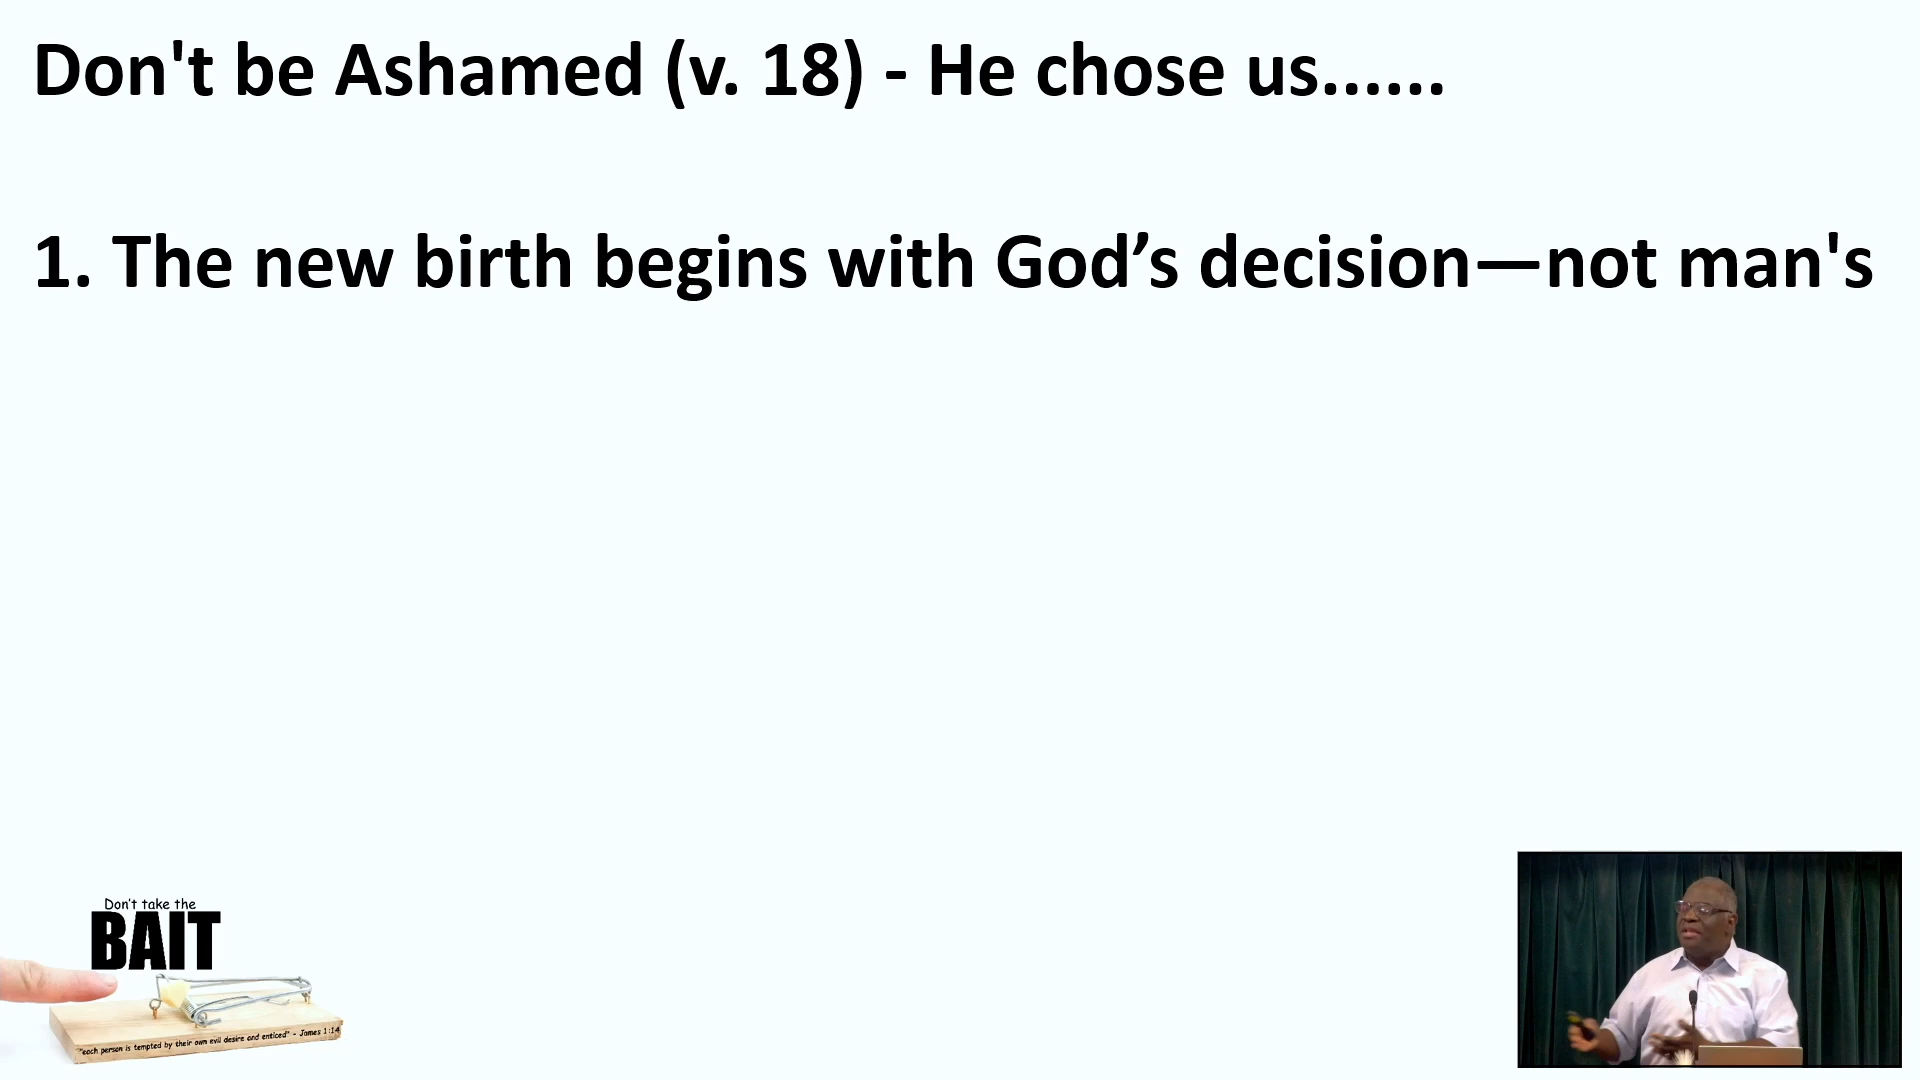 Don't be Ashamed (v. 18) - He chose us......
1. The new birth begins with God’s decision—not man's
Don't take the
BAIT
"each person is tempted by their own evil desire and enticed" - James 1:14